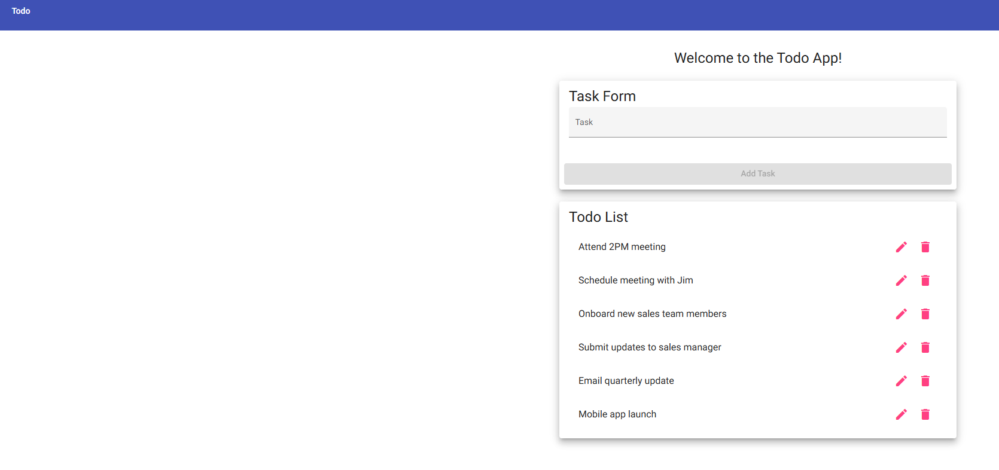 Todo
Welcome to the Todo App!
Task Form
Task
Add Task
Todo List
Attend 2PM meeting
Schedule meeting with Jim
Onboard new sales team members
Submit updates to sales manager
Email quarterly update
Mobile app launch